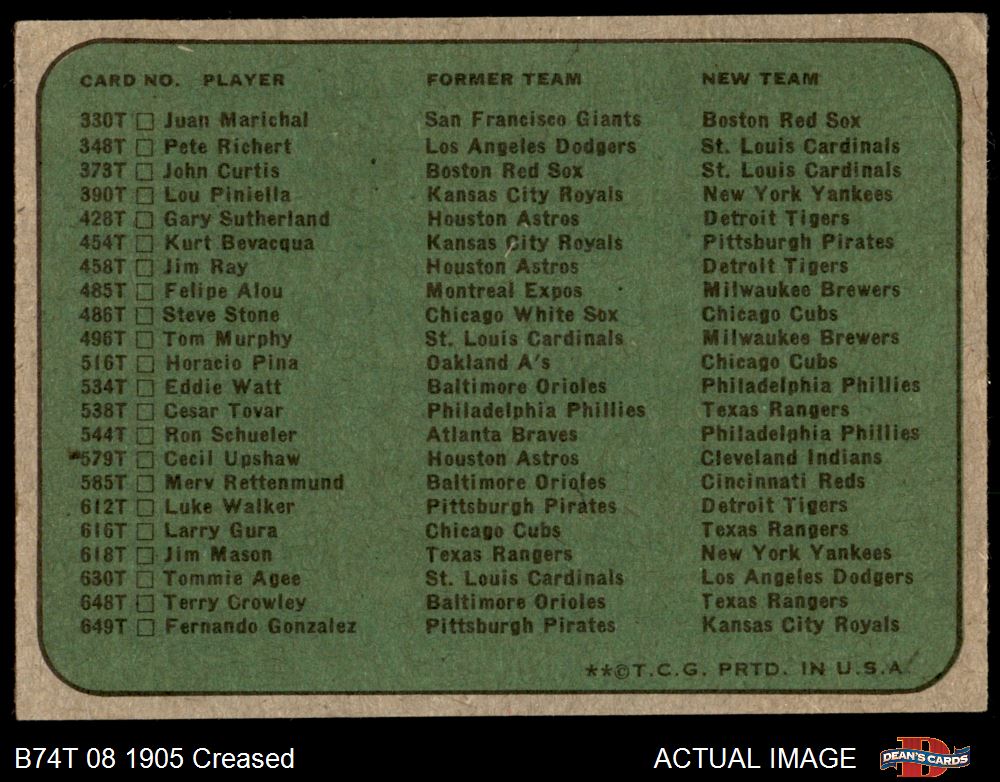 CARD NO. PLAYER FORMER TEAM NEW TEAM
330T □ Juan Marichal San Francisco Giants Boston Red Sox
348T □ Pete Richert Los Angeles Dodgers St. Louis Cardinals
373T □ John Curtis Boston Red Sox St. Louis Cardinals
390T □ Lou Piniella Kansas City Royals New York Yankees
428T □ Gary Sutherland Houston Astros Detroit Tigers
454T □ Kurt Bevacqua Kansas City Royals Pittsburgh Pirates
458T □ Jim Ray Houston Astros Detroit Tigers
485T □ Felipe Alou Montreal Expos Milwaukee Brewers
486T □ Steve Stone Chicago White Sox Chicago Cubs
496T □ Tom Murphy St. Louis Cardinals Milwaukee Brewers
516T □ Horacio Pina Oakland A's Chicago Cubs
534T □ Eddie Watt Baltimore Orioles Philadelphia Phillies
538T □ Cesar Tovar Philadelphia Phillies Texas Rangers
544T □ Ron Schueler Atlanta Braves Philadelphia Phillies
579T □ Cecil Upshaw Houston Astros Cleveland Indians
585T □ Merv Rettenmund Baltimore Orioles Cincinnati Reds
612T □ Luke Walker Pittsburgh Pirates Detroit Tigers
616T □ Larry Gura Chicago Cubs Texas Rangers
618T □ Jim Mason Texas Rangers New York Yankees
630T □ Tommie Agee St. Louis Cardinals Los Angeles Dodgers
648T □ Terry Crowley Baltimore Orioles Texas Rangers
649T □ Fernando Gonzalez Pittsburgh Pirates Kansas City Royals
**©T.C.G. PRTD. IN U.S.A.
B74T 08 1905 Creased ACTUAL IMAGE DEAN'S CARDS